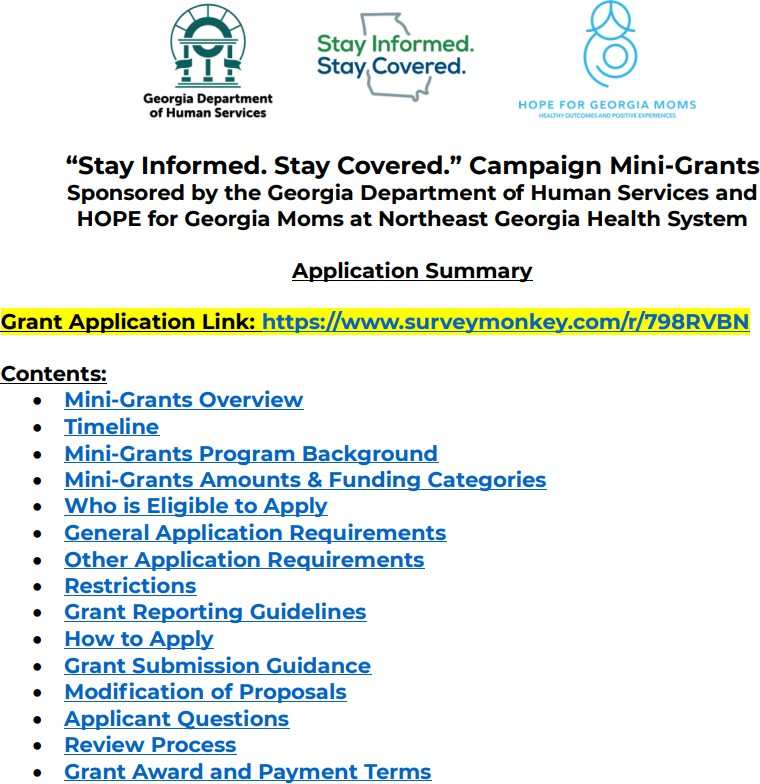 Georgia Department
of Human Services
Stay Informed.
Stay Covered.
HOPE FOR GEORGIA MOMS
HEALTHY OUTCOMES AND POSITIVE EXPERIENCES
“Stay Informed. Stay Covered.” Campaign Mini-Grants
Sponsored by the Georgia Department of Human Services and
HOPE for Georgia Moms at Northeast Georgia Health System
Application Summary
Grant Application Link: https://www.surveymonkey.com/r/798RVBN
Contents:
• Mini-Grants Overview
• Timeline
• Mini-Grants Program Background
• Mini-Grants Amounts & Funding Categories
• Who is Eligible to Apply
• General Application Requirements
• Other Application Requirements
• Restrictions
• Grant Reporting Guidelines
• How to Apply
• Grant Submission Guidance
• Modification of Proposals
• Applicant Questions
• Review Process
• Grant Award and Payment Terms